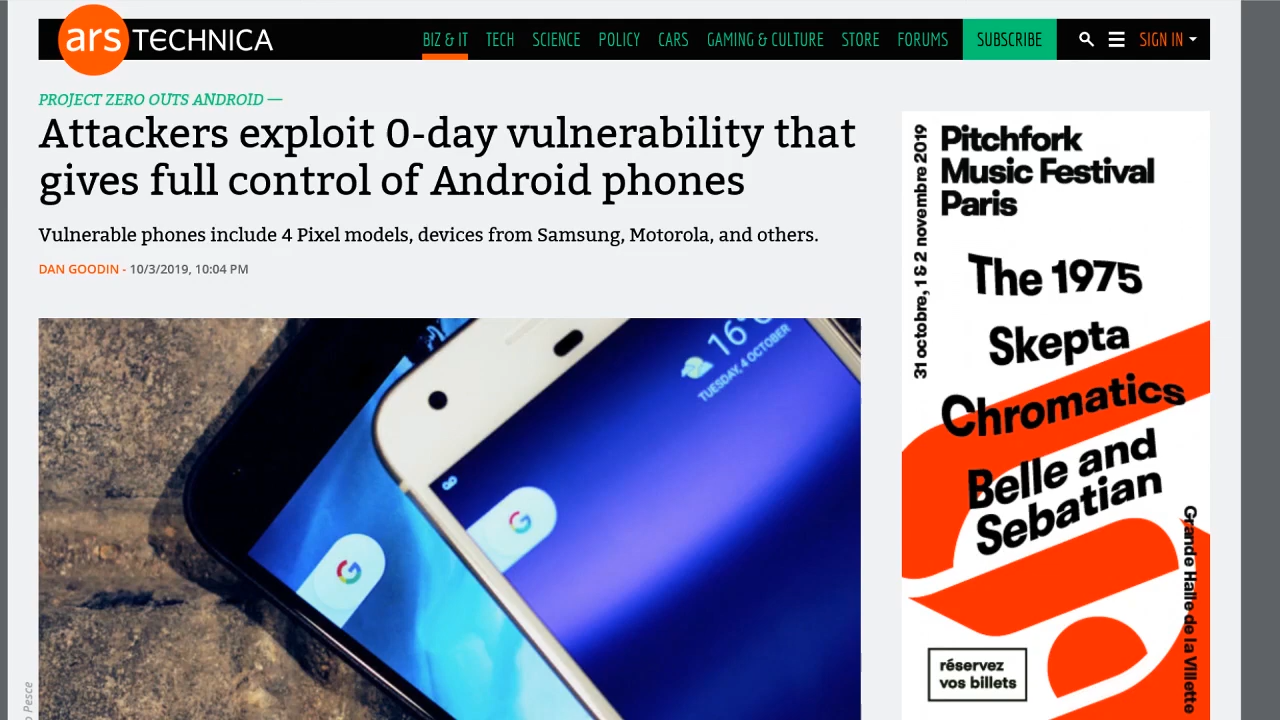 ars TECHNICA
BIZ & IT TECH SCIENCE POLICY CARS GAMING & CULTURE STORE FORUMS SUBSCRIBE SIGN IN
PROJECT ZERO OUTS ANDROID —
Attackers exploit 0-day vulnerability that
gives full control of Android phones
Vulnerable phones include 4 Pixel models, devices from Samsung, Motorola, and others.
DAN GOODIN - 10/3/2019, 10:04 PM
16°
TUESDAY, 4 OCTOBER
G
G
Pesce
31 octobre, 1 & 2 novembre 2019
Pitchfork
Music Festival
Paris
The 1975
Skepta
Chromatics
Belle and
Sebatian
Grande Halle de la Villette
réservez
vos billets